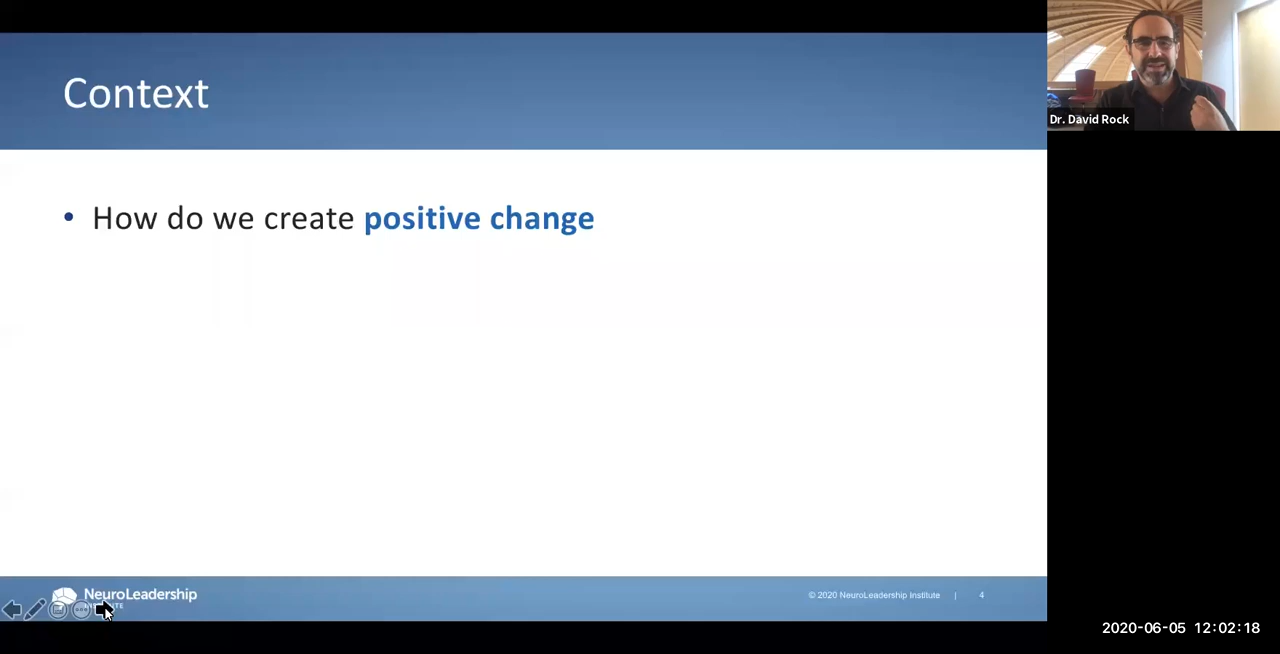 Context
• How do we create positive change
Dr. David Rock
NeuroLeadership
© 2020 NeuroLeadership Institute | 4
2020-06-05 12:02:18